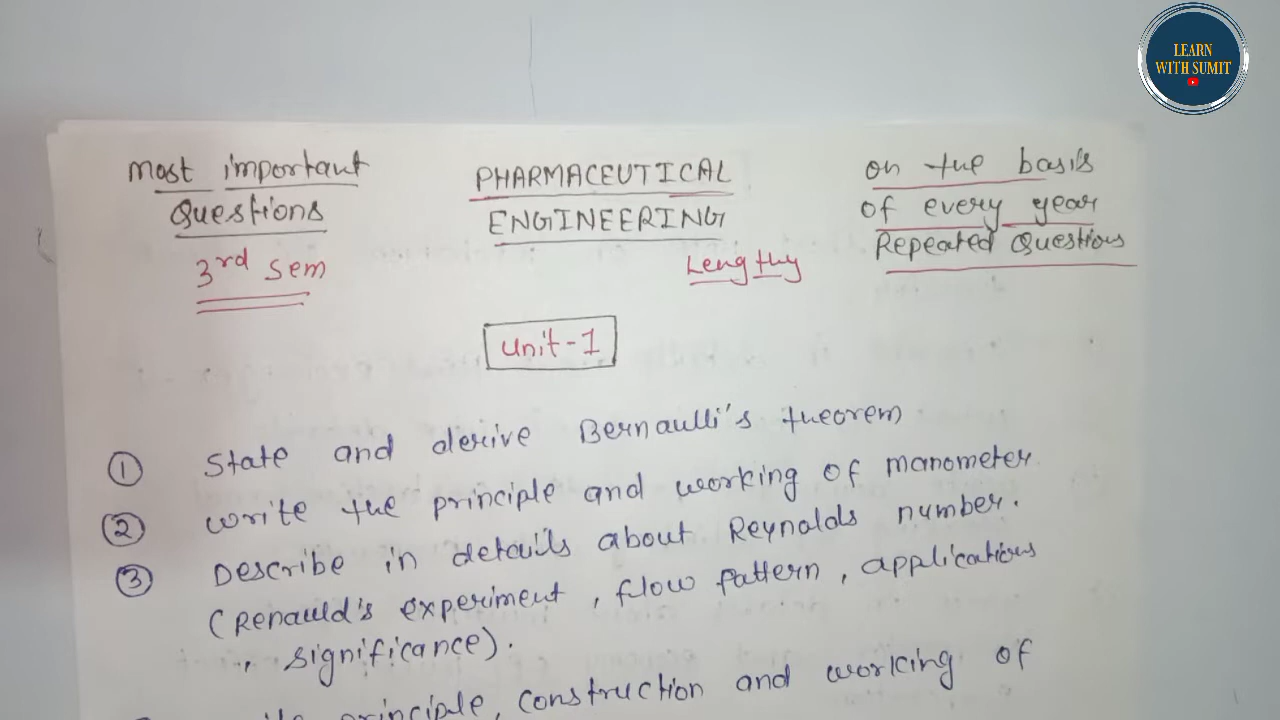 LEARN
WITH SUMIT
Most important
Questions
3rd sem
PHARMACEUTICAL
ENGINEERING
Lengthy
on the basis
of every year
Repeated Questions
Unit-1
① State and derive Bernaulli's theorem
② write the principle and working of manometer
③ Describe in details about Reynolds number.
(Renauld's experiment, flow pattern, applications
, significance).
principle, construction and working of